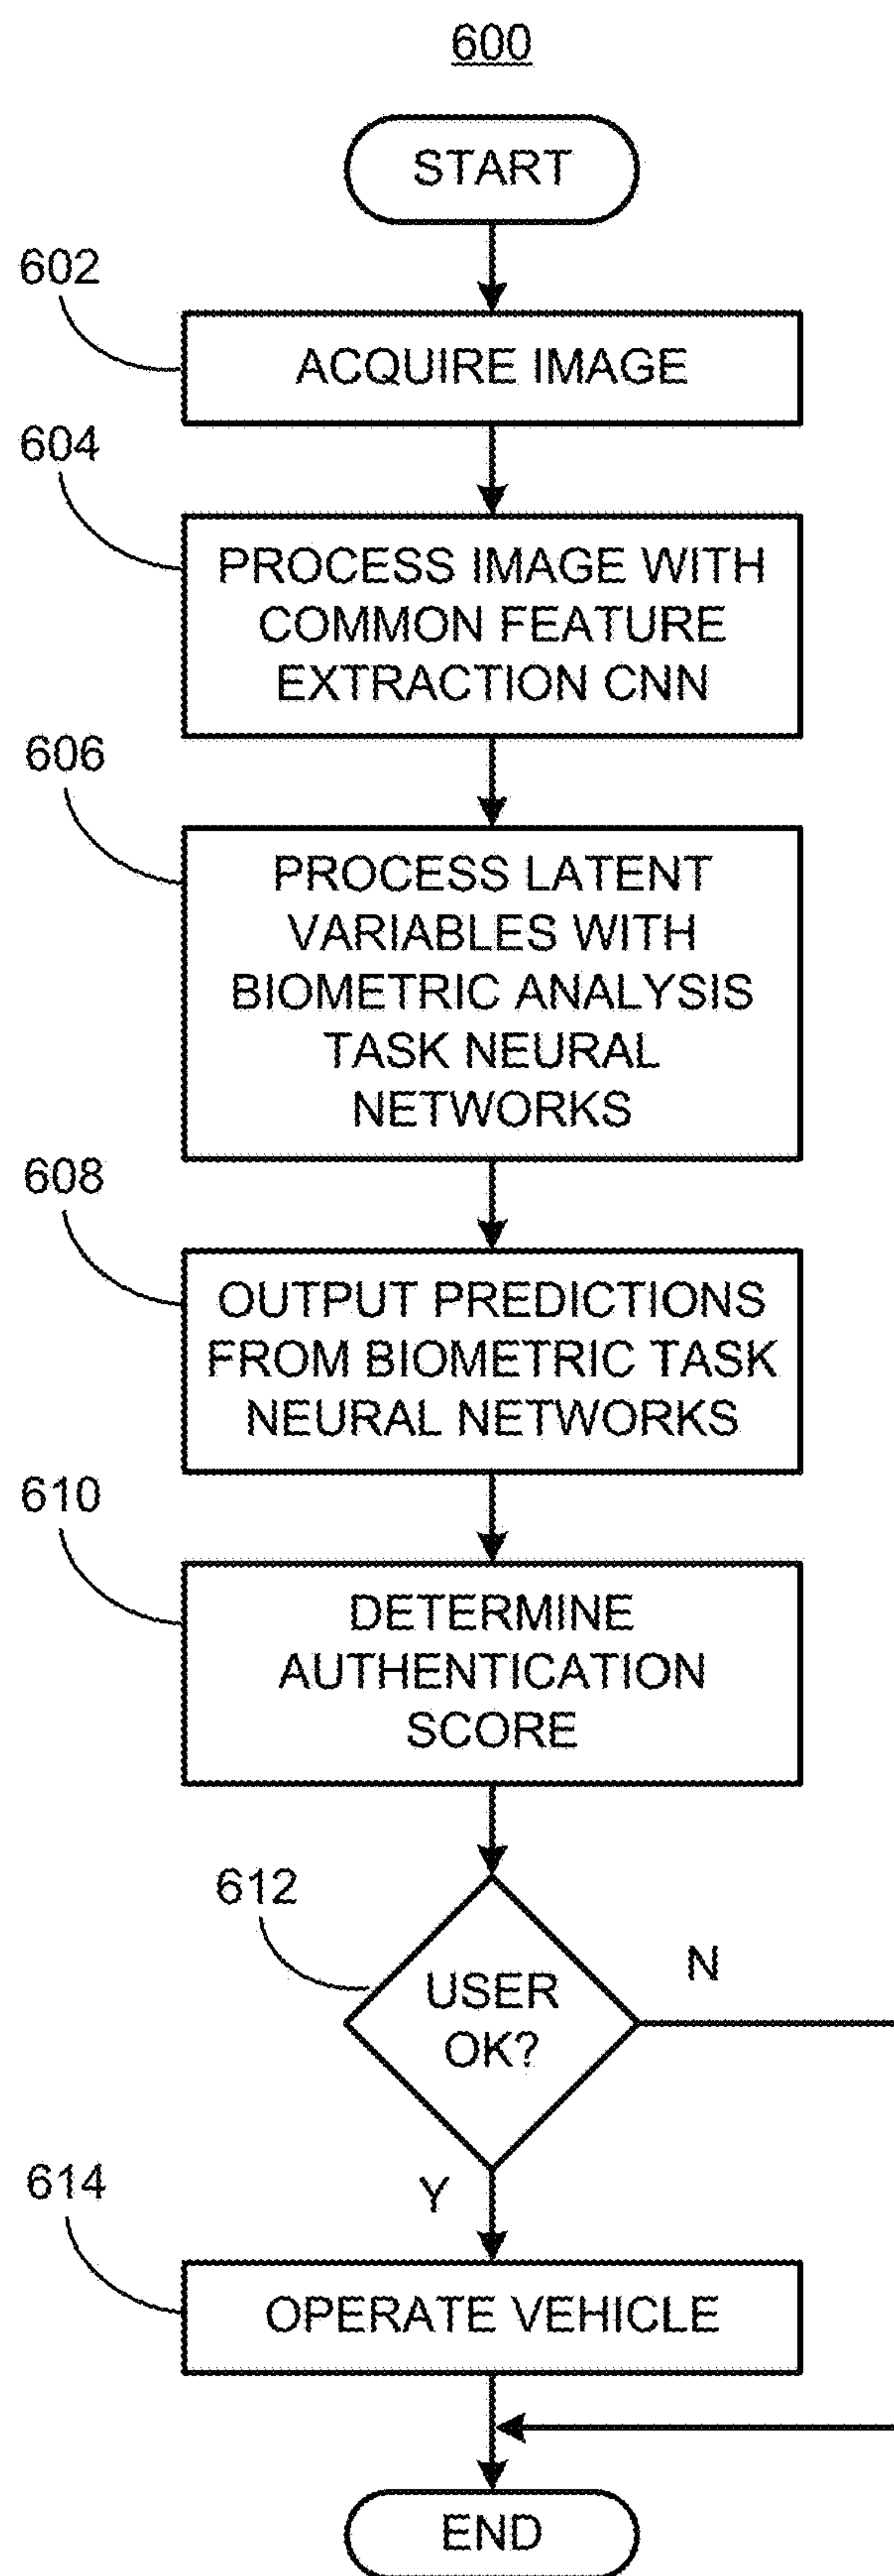 600
START
602
ACQUIRE IMAGE
604
PROCESS IMAGE WITH
COMMON FEATURE
EXTRACTION CNN
606
PROCESS LATENT
VARIABLES WITH
BIOMETRIC ANALYSIS
TASK NEURAL
NETWORKS
608
OUTPUT PREDICTIONS
FROM BIOMETRIC TASK
NEURAL NETWORKS
610
DETERMINE
AUTHENTICATION
SCORE
612
USER
OK?
N
Y
614
OPERATE VEHICLE
END